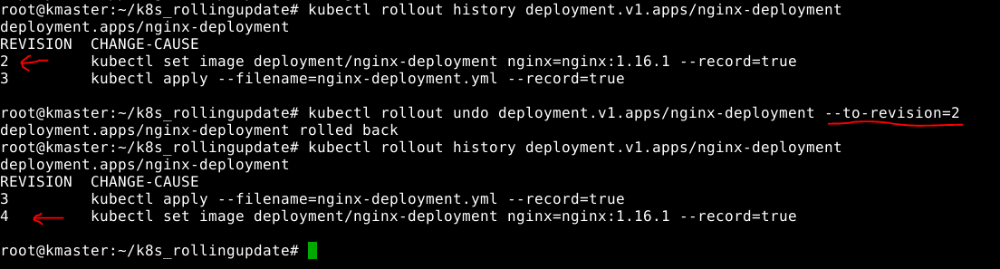 root@kmaster:~/k8s_rollingupdate# kubectl rollout history deployment.v1.apps/nginx-deployment
deployment.apps/nginx-deployment
REVISION  CHANGE-CAUSE
2         kubectl set image deployment/nginx-deployment nginx=nginx:1.16.1 --record=true
3         kubectl apply --filename=nginx-deployment.yml --record=true
root@kmaster:~/k8s_rollingupdate# kubectl rollout undo deployment.v1.apps/nginx-deployment --to-revision=2
deployment.apps/nginx-deployment rolled back
root@kmaster:~/k8s_rollingupdate# kubectl rollout history deployment.v1.apps/nginx-deployment
deployment.apps/nginx-deployment
REVISION  CHANGE-CAUSE
3         kubectl apply --filename=nginx-deployment.yml --record=true
4         kubectl set image deployment/nginx-deployment nginx=nginx:1.16.1 --record=true
root@kmaster:~/k8s_rollingupdate#